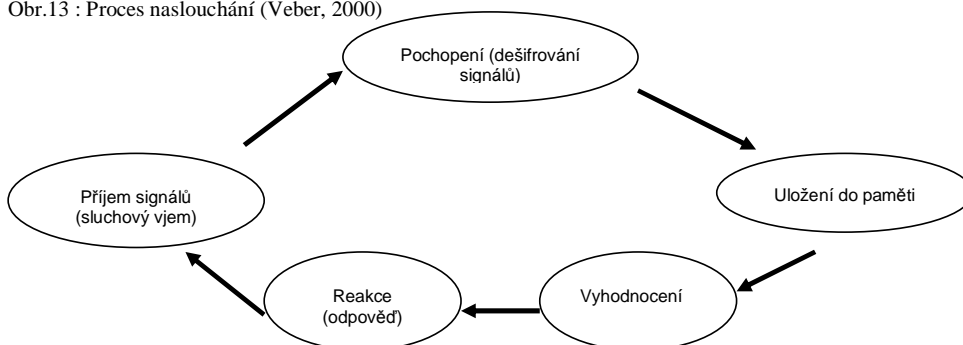 Obr.13 : Proces naslouchání (Veber, 2000)
Pochopení (dešifrování
signálů)
Příjem signálů
(sluchový vjem)
Uložení do paměti
Reakce
(odpověď)
Vyhodnocení